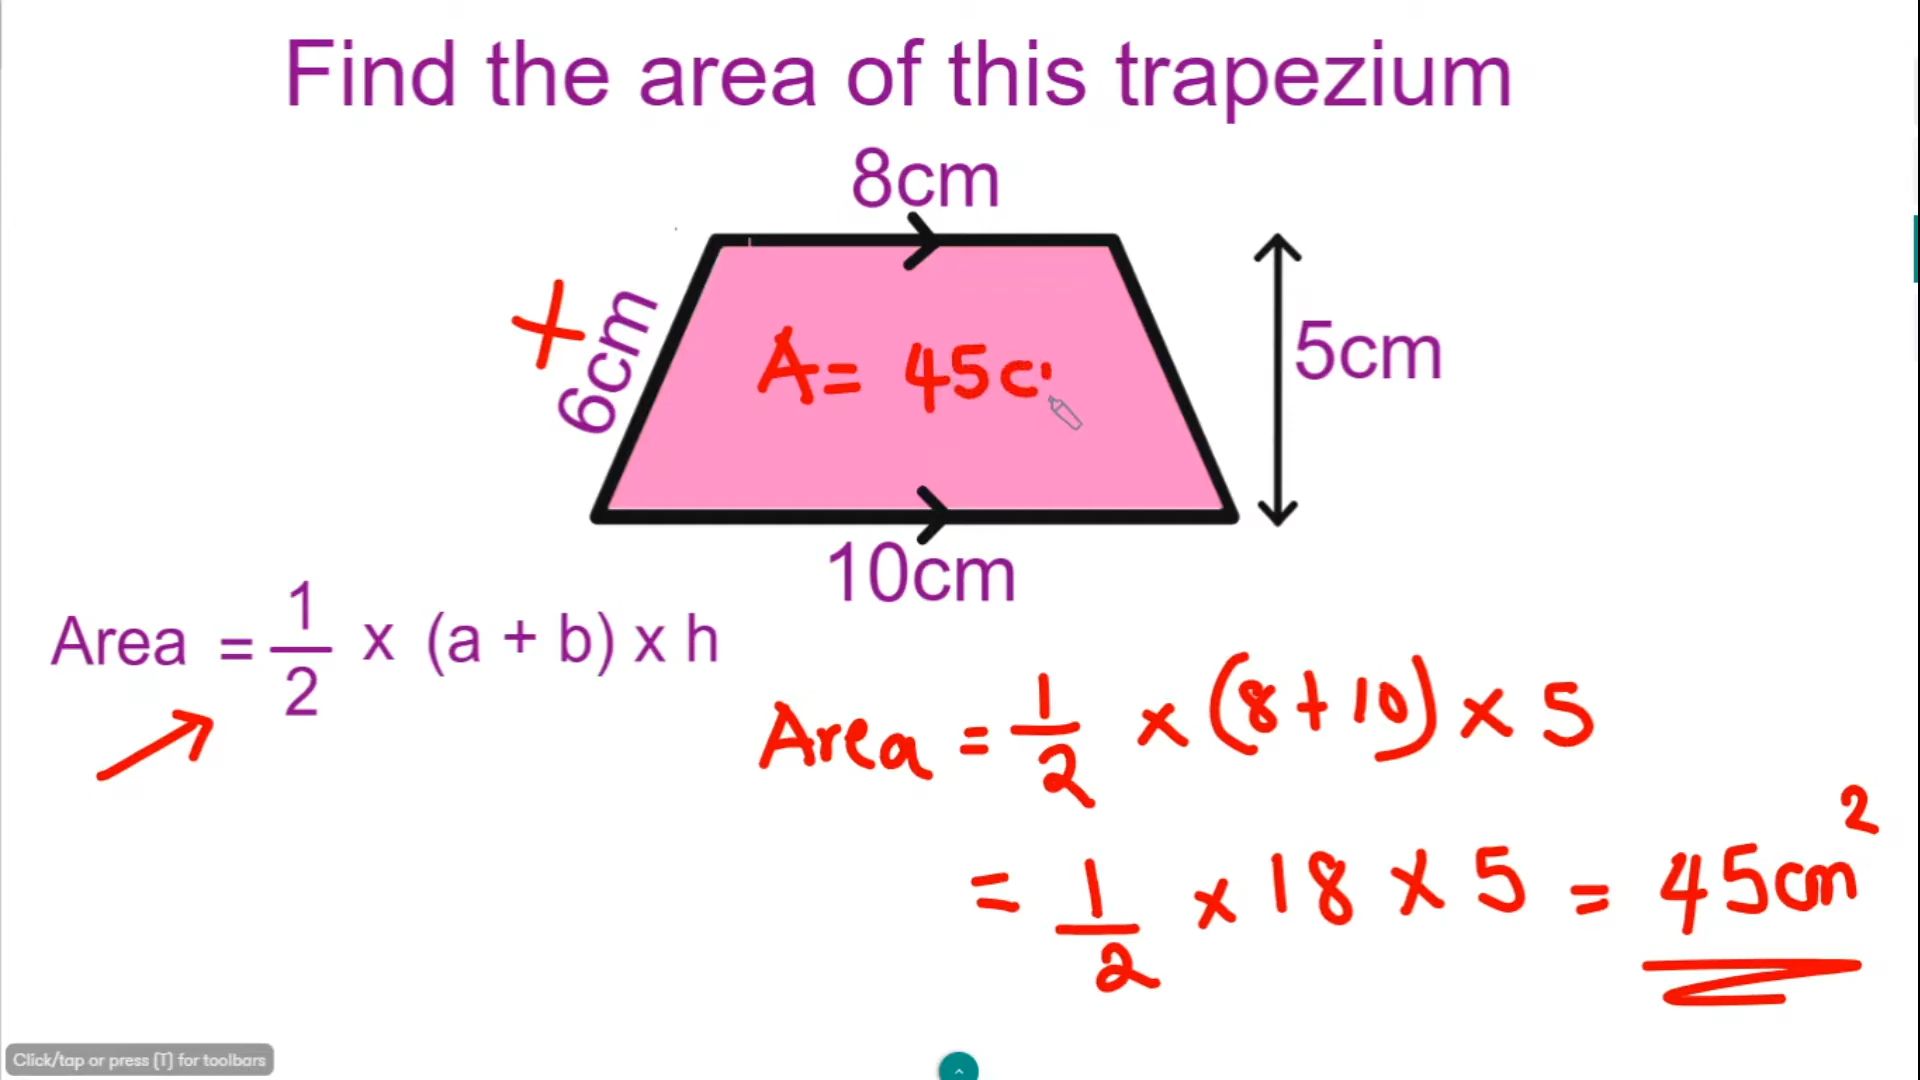 Find the area of this trapezium
8cm
6cm
A = 45c
5cm
10cm
Area = 1/2 x (a + b) x h
Area = 1/2 x (8+10) x 5
= 1/2 x 18 x 5 = 45cm²
Click/tap or press [T] for toolbars